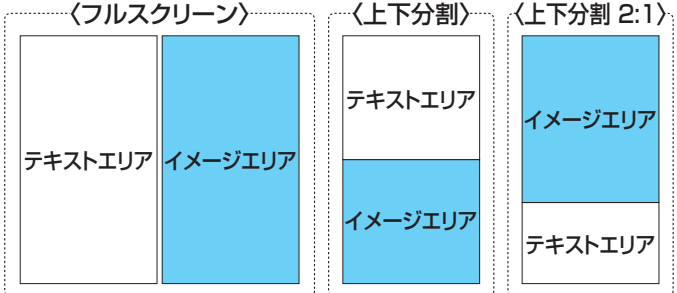 〈フルスクリーン〉
テキストエリア
イメージエリア
〈上下分割〉
テキストエリア
イメージエリア
〈上下分割 2:1〉
イメージエリア
テキストエリア